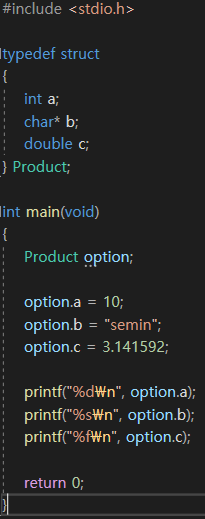 #include <stdio.h>
typedef struct
{
int a;
char* b;
double c;
} Product;
int main(void)
{
Product option;
option.a = 10;
option.b = "semin";
option.c = 3.141592;
printf("%d₩n", option.a);
printf("%s₩n", option.b);
printf("%f₩n", option.c);
return 0;
}